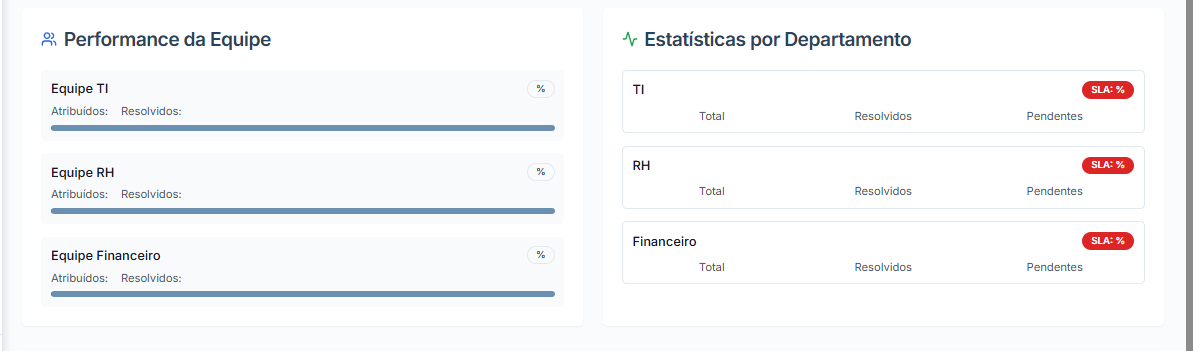 Performance da Equipe
Equipe TI
%
Atribuídos: Resolvidos:
Equipe RH
%
Atribuídos: Resolvidos:
Equipe Financeiro
%
Atribuídos: Resolvidos:
Estatísticas por Departamento
TI
SLA: %
Total Resolvidos Pendentes
RH
SLA: %
Total Resolvidos Pendentes
Financeiro
SLA: %
Total Resolvidos Pendentes